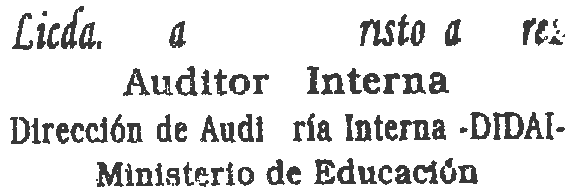 Licda.
Auditor Interna
Dirección de Audi ría Interna -DIDAI-
Ministerio de Educación